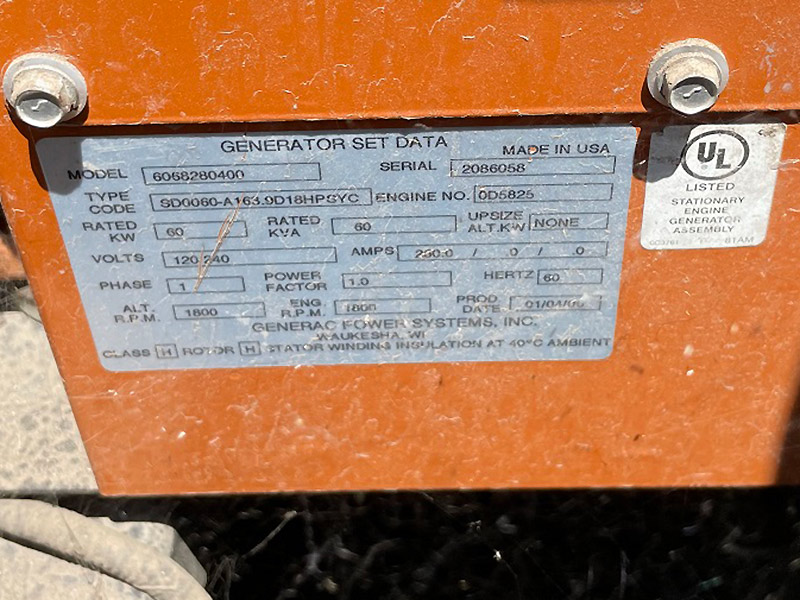 GENERATOR SET DATA
MADE IN USA
MODEL 6068280400 SERIAL 2086058
TYPE CODE SD0060-A163.9D18HPSYC ENGINE NO. 0D5825
RATED KW 60 RATED KVA 60 UPSIZE ALT.KW NONE
VOLTS 120/240 AMPS 250.0 / .0 / .0
PHASE 1 POWER FACTOR 1.0 HERTZ 60
ALT. R.P.M. 1800 ENG. R.P.M. 1800 PROD. DATE 01/04/06
GENERAC POWER SYSTEMS, INC.
WAUKESHA, WI
CLASS H ROTOR H STATOR WINDING INSULATION AT 40°C AMBIENT
UL
LISTED
STATIONARY
ENGINE
GENERATOR
ASSEMBLY